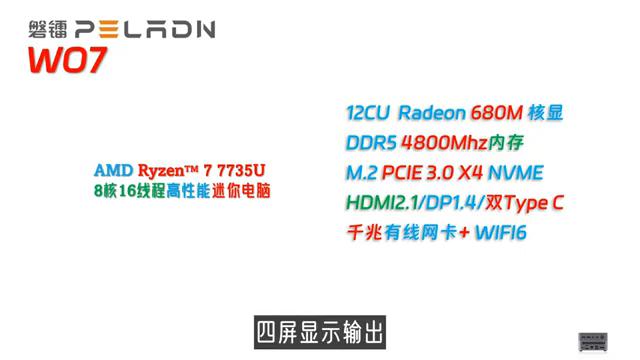 磐镭 PELADN
WO7
12CU Radeon 680M 核显
DDR5 4800Mhz内存
AMD Ryzen™ 7 7735U
M.2 PCIE 3.0 X4 NVME
8核16线程高性能迷你电脑
HDMI2.1/DP1.4/双Type C
千兆有线网卡+ WIFI6
四屏显示输出